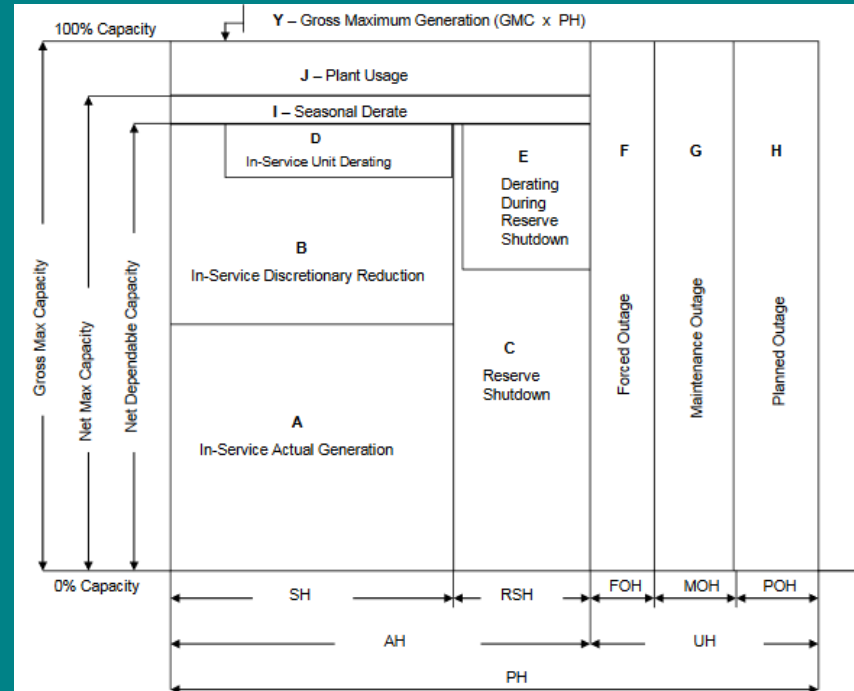 Y – Gross Maximum Generation (GMC x PH)
100% Capacity
J – Plant Usage
I – Seasonal Derate
D
In-Service Unit Derating
E
Derating
During
Reserve
Shutdown
F
G
H
B
In-Service Discretionary Reduction
Gross Max Capacity
Net Max Capacity
Net Dependable Capacity
C
Reserve
Shutdown
Forced Outage
Maintenance Outage
Planned Outage
A
In-Service Actual Generation
0% Capacity
SH
RSH
FOH
MOH
POH
AH
UH
PH